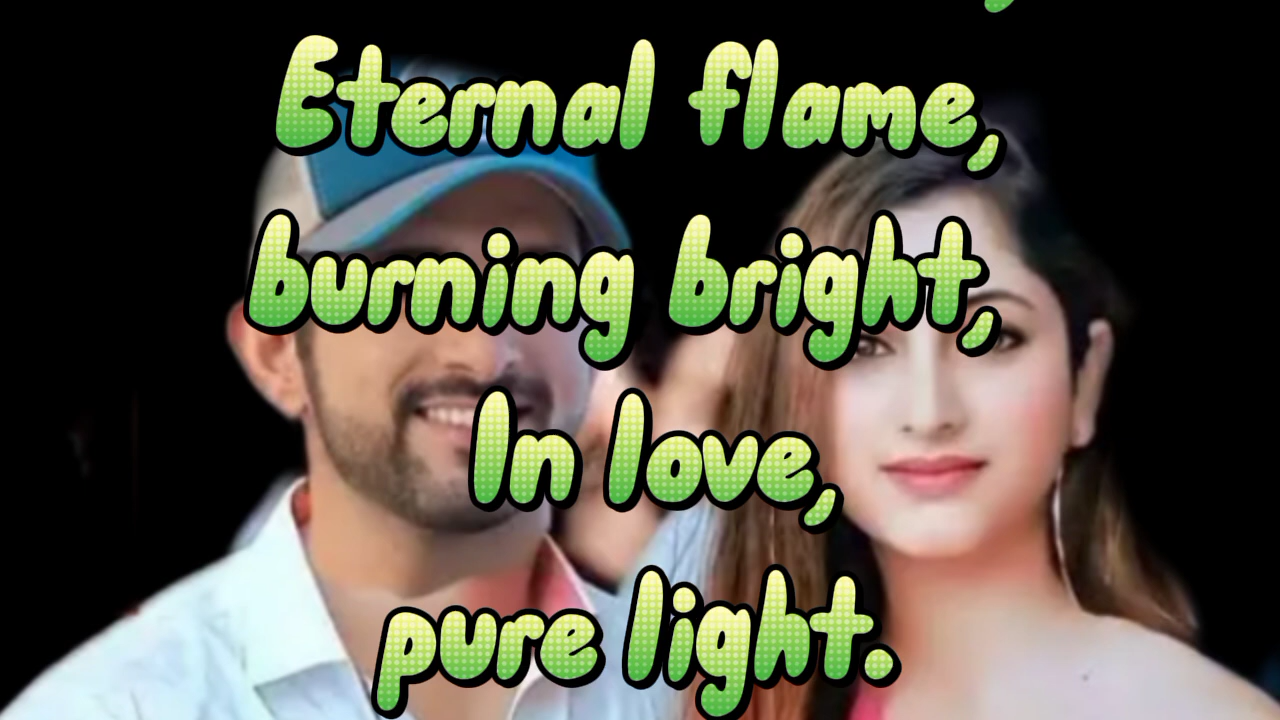 Eternal flame,
burning bright,
In love,
pure light.